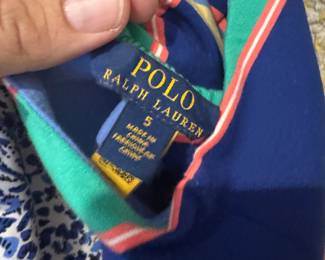 POLO
RALPH LAUREN
5
MADE IN
CHINA
FABRIQUÉ EN
CHINE